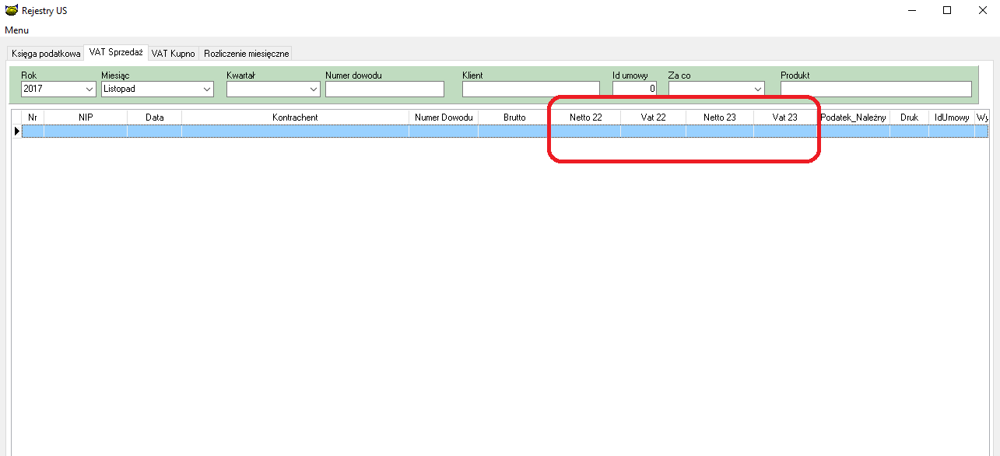 Rejestry US
Menu
Księga podatkowa VAT Sprzedaż VAT Kupno Rozliczenie miesięczne
Rok Miesiąc Kwartał Numer dowodu Klient Id umowy Za co Produkt
2017 Listopad 0
Nr NIP Data Kontrachent Numer Dowodu Brutto Netto 22 Vat 22 Netto 23 Vat 23 Podatek_Należny Druk IdUmowy Wy